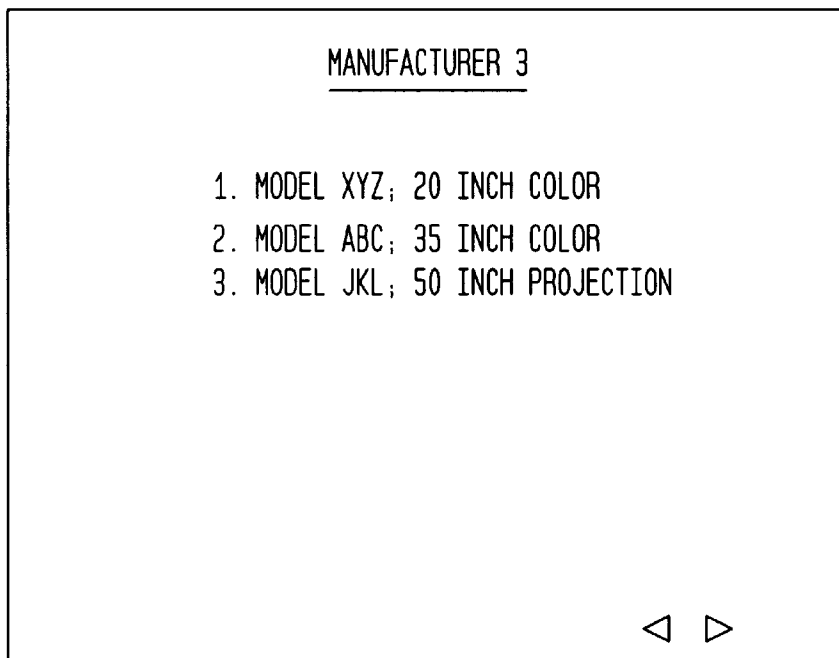 MANUFACTURER 3
1. MODEL XYZ; 20 INCH COLOR
2. MODEL ABC; 35 INCH COLOR
3. MODEL JKL; 50 INCH PROJECTION